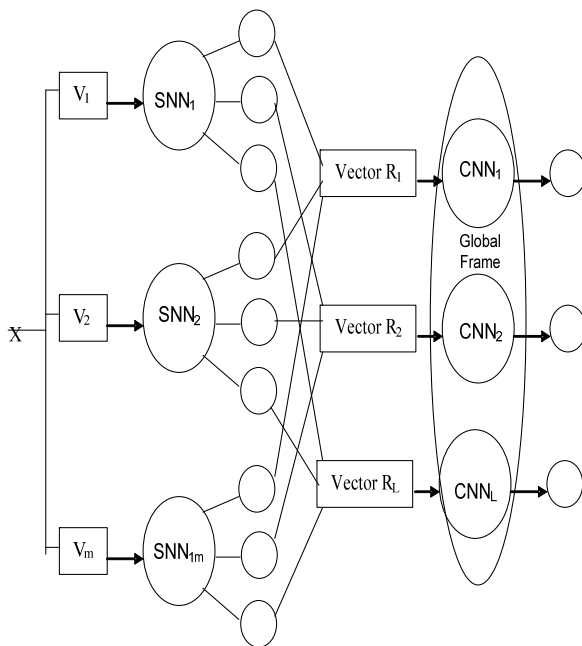 V1
SNN1
Vector R1
CNN1
Global
Frame
X
V2
SNN2
Vector R2
CNN2
Vm
SNN1m
Vector RL
CNNL